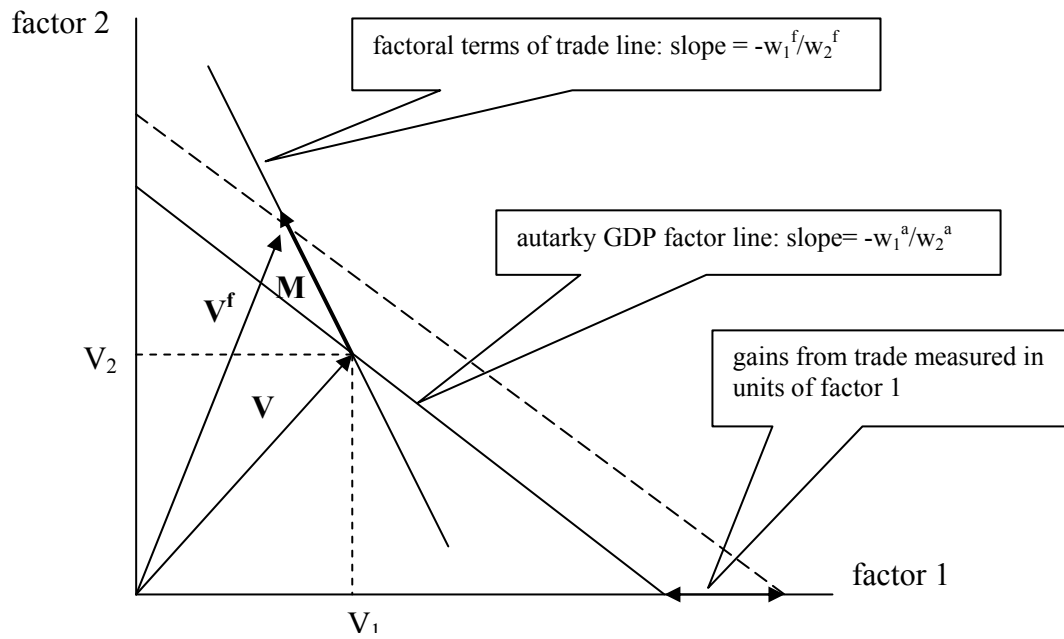 factor 2
factoral terms of trade line: slope = -w₁ᶠ/w₂ᶠ
autarky GDP factor line: slope= -w₁ᵃ/w₂ᵃ
M
Vᶠ
gains from trade measured in
units of factor 1
V₂
V
factor 1
V₁